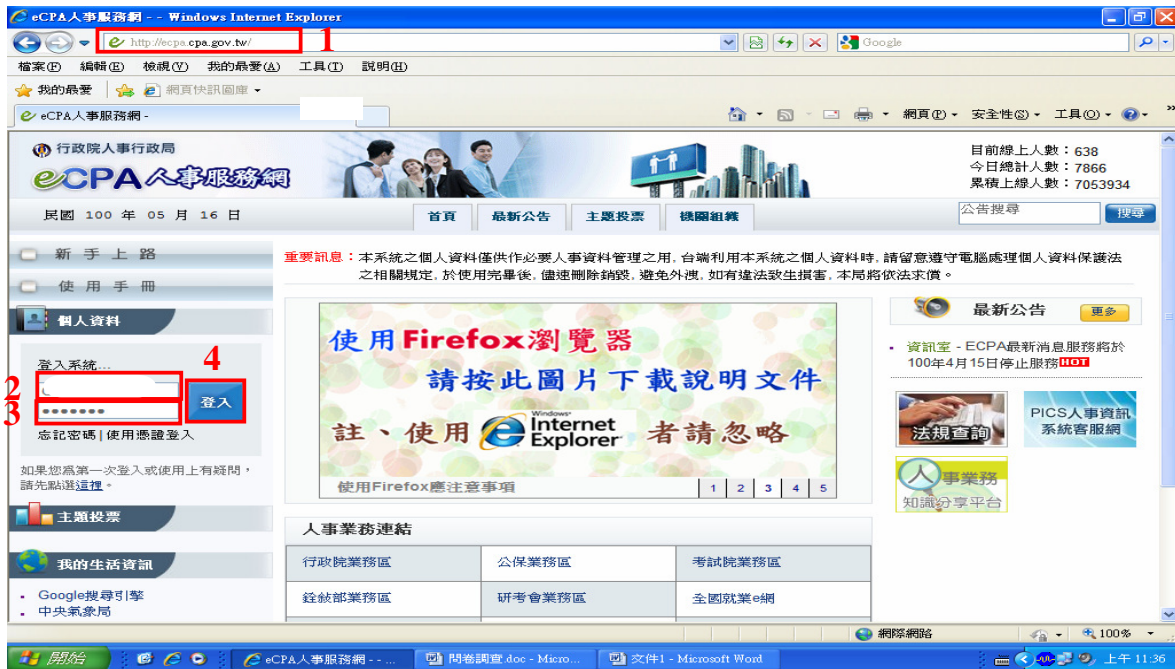 eCPA人事服務網 - - Windows Internet Explorer
http://ecpa.cpa.gov.tw/
1
Google
檔案(F) 編輯(E) 檢視(V) 我的最愛(A) 工具(T) 說明(H)
我的最愛
網頁快訊圖庫
eCPA人事服務網 -
網頁(P)
安全性(S)
工具(O)
行政院人事行政局
eCPA人事服務網
目前線上人數：638
今日總計人數：7866
累積上線人數：7053934
民國 100 年 05 月 16 日
首頁
最新公告
主題投票
機關組織
公告搜尋
搜尋
新 手 上 路
使 用 手 冊
重要訊息：本系統之個人資料僅供作必要人事資料管理之用, 台端利用本系統之個人資料時, 請留意遵守電腦處理個人資料保護法
之相關規定, 於使用完畢後, 儘速刪除銷毀, 避免外洩, 如有違法致生損害, 本局將依法求償。
個人資料
登入系統...
2
3
●●●●●●●
4
登入
忘記密碼 | 使用憑證登入
如果您為第一次登入或使用上有疑問，
請先點選這裡。
主題投票
我的生活資訊
Google搜尋引擎
中央氣象局
使用Firefox瀏覽器
請按此圖片下載說明文件
註、使用 Windows Internet Explorer 者請忽略
使用Firefox應注意事項
1 2 3 4 5
最新公告
更多
資訊室 - ECPA最新消息服務將於
100年4月15日停止服務HOT
法規查詢
PICS人事資訊
系統客服網
人事業務
知識分享平台
人事業務連結
行政院業務區
公保業務區
考試院業務區
銓敘部業務區
研考會業務區
全國就業e網
網際網路
100%
開始
eCPA人事服務網 - - ...
問卷調查.doc - Micro...
文件1 - Microsoft Word
上午 11:36